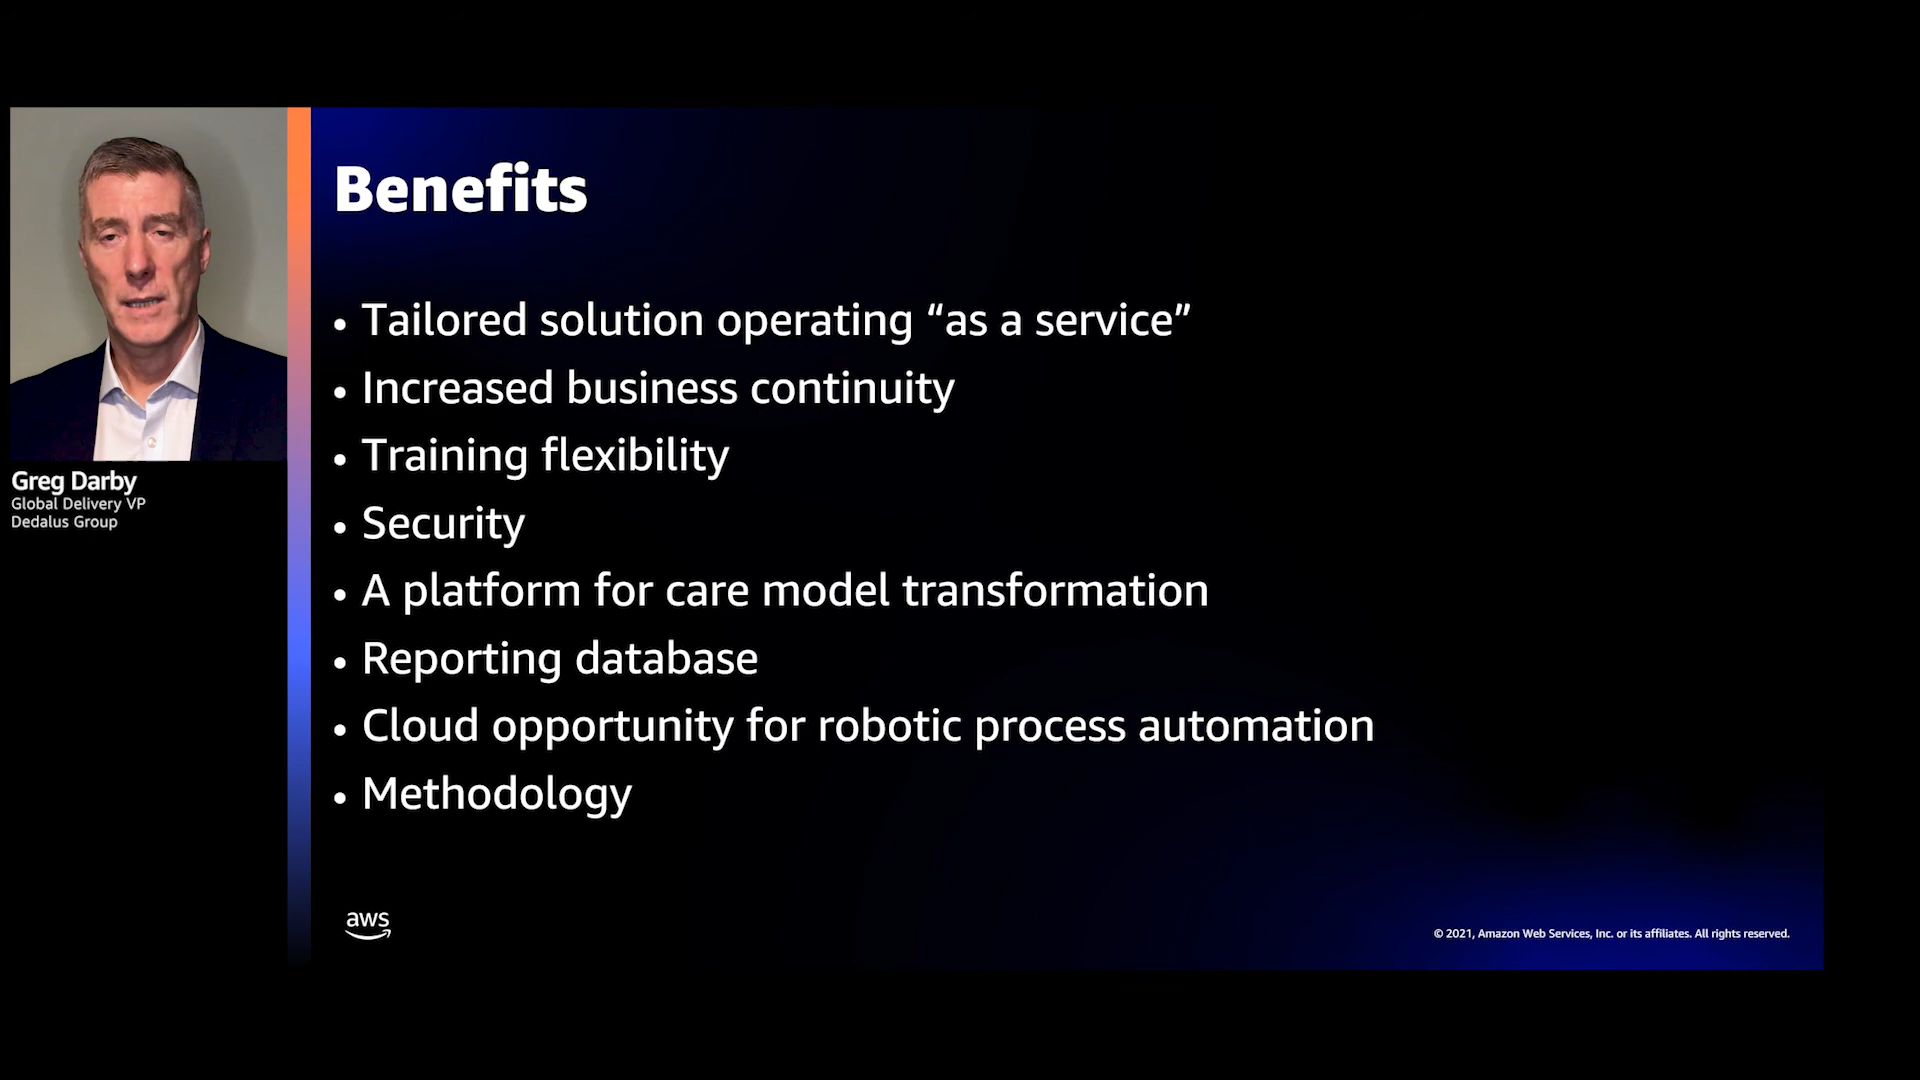 Greg Darby
Global Delivery VP
Dedalus Group
Benefits
• Tailored solution operating “as a service”
• Increased business continuity
• Training flexibility
• Security
• A platform for care model transformation
• Reporting database
• Cloud opportunity for robotic process automation
• Methodology
aws
© 2021, Amazon Web Services, Inc. or its affiliates. All rights reserved.